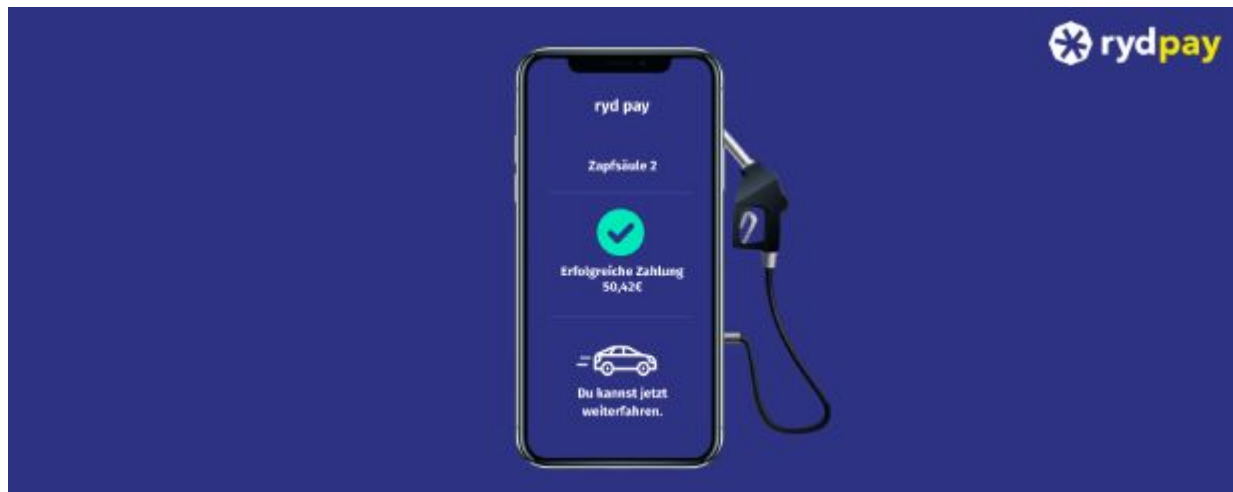 rydpay
ryd pay
Zapfsäule 2
Erfolgreiche Zahlung
50,42€
Du kannst jetzt
weiterfahren.